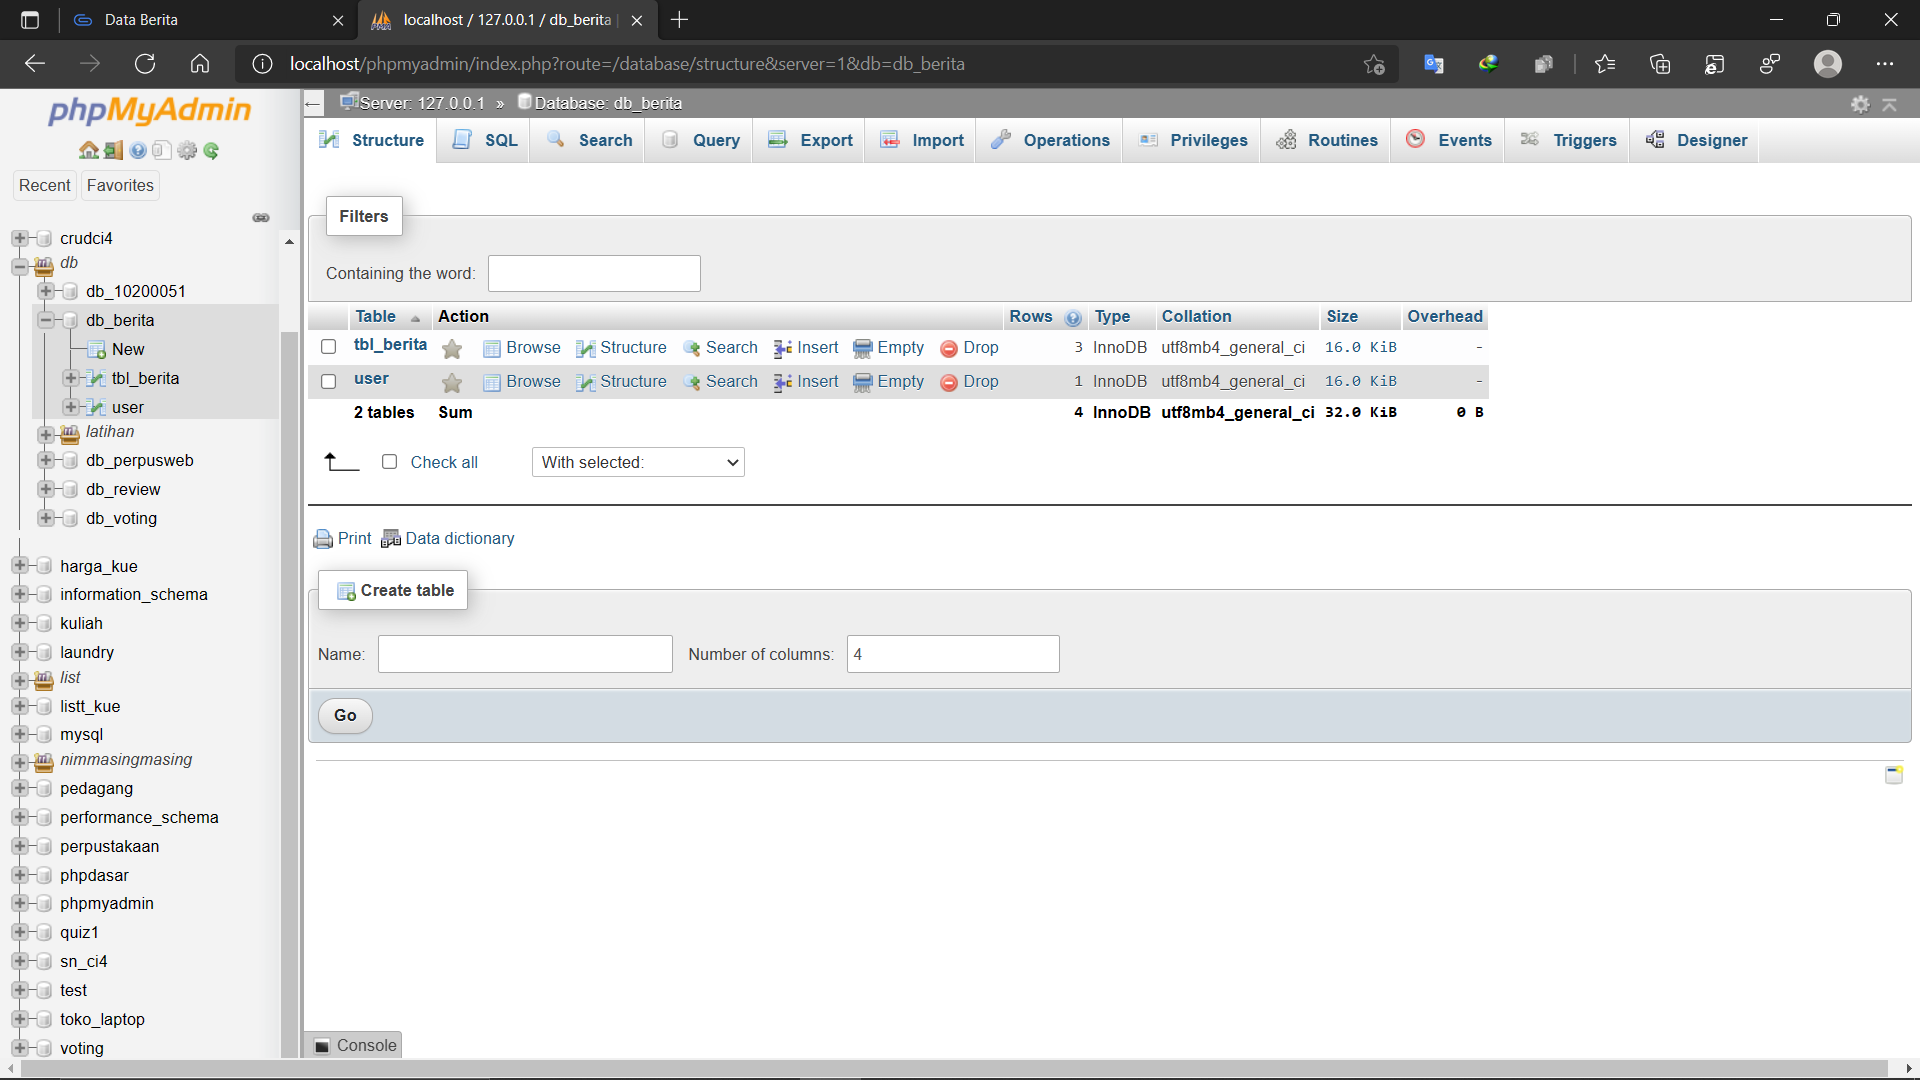 Data Berita
localhost / 127.0.0.1 / db_berita
localhost/phpmyadmin/index.php?route=/database/structure&server=1&db=db_berita
phpMyAdmin
Recent
Favorites
crudci4
db
db_10200051
db_berita
New
tbl_berita
user
latihan
db_perpusweb
db_review
db_voting
harga_kue
information_schema
kuliah
laundry
list
listt_kue
mysql
nimmasingmasing
pedagang
performance_schema
perpustakaan
phpdasar
phpmyadmin
quiz1
sn_ci4
test
toko_laptop
voting
Server: 127.0.0.1 » Database: db_berita
Structure SQL Search Query Export Import Operations Privileges Routines Events Triggers Designer
Filters
Containing the word:
Table Action Rows Type Collation Size Overhead
tbl_berita Browse Structure Search Insert Empty Drop 3 InnoDB utf8mb4_general_ci 16.0 KiB -
user Browse Structure Search Insert Empty Drop 1 InnoDB utf8mb4_general_ci 16.0 KiB -
2 tables Sum 4 InnoDB utf8mb4_general_ci 32.0 KiB 0 B
Check all With selected:
Print Data dictionary
Create table
Name: Number of columns: 4
Go
Console